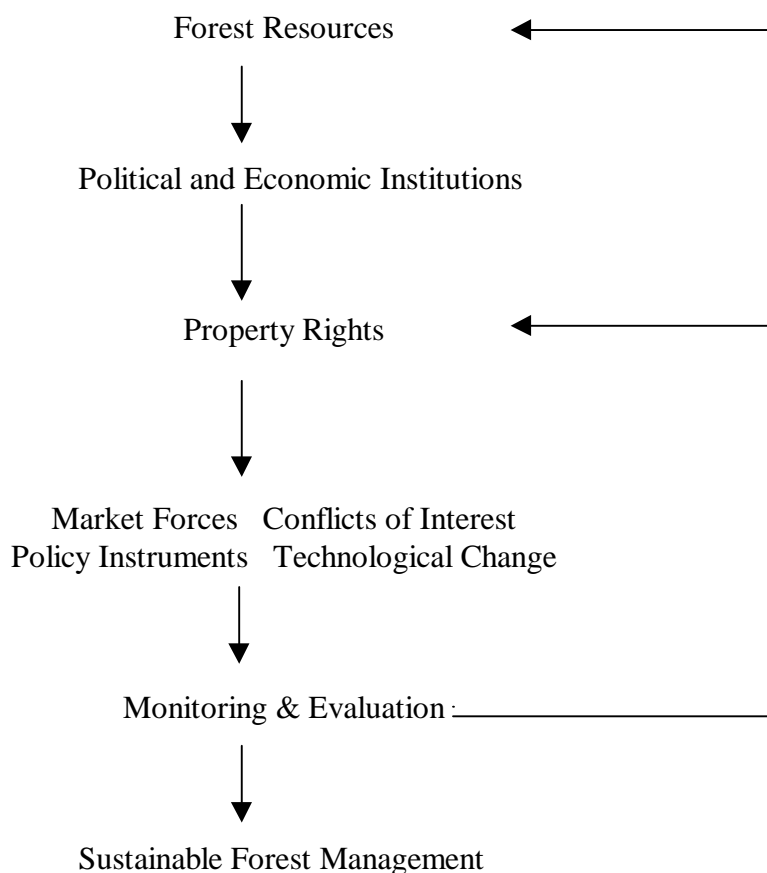 Forest Resources
Political and Economic Institutions
Property Rights
Market Forces Conflicts of Interest
Policy Instruments Technological Change
Monitoring & Evaluation
Sustainable Forest Management